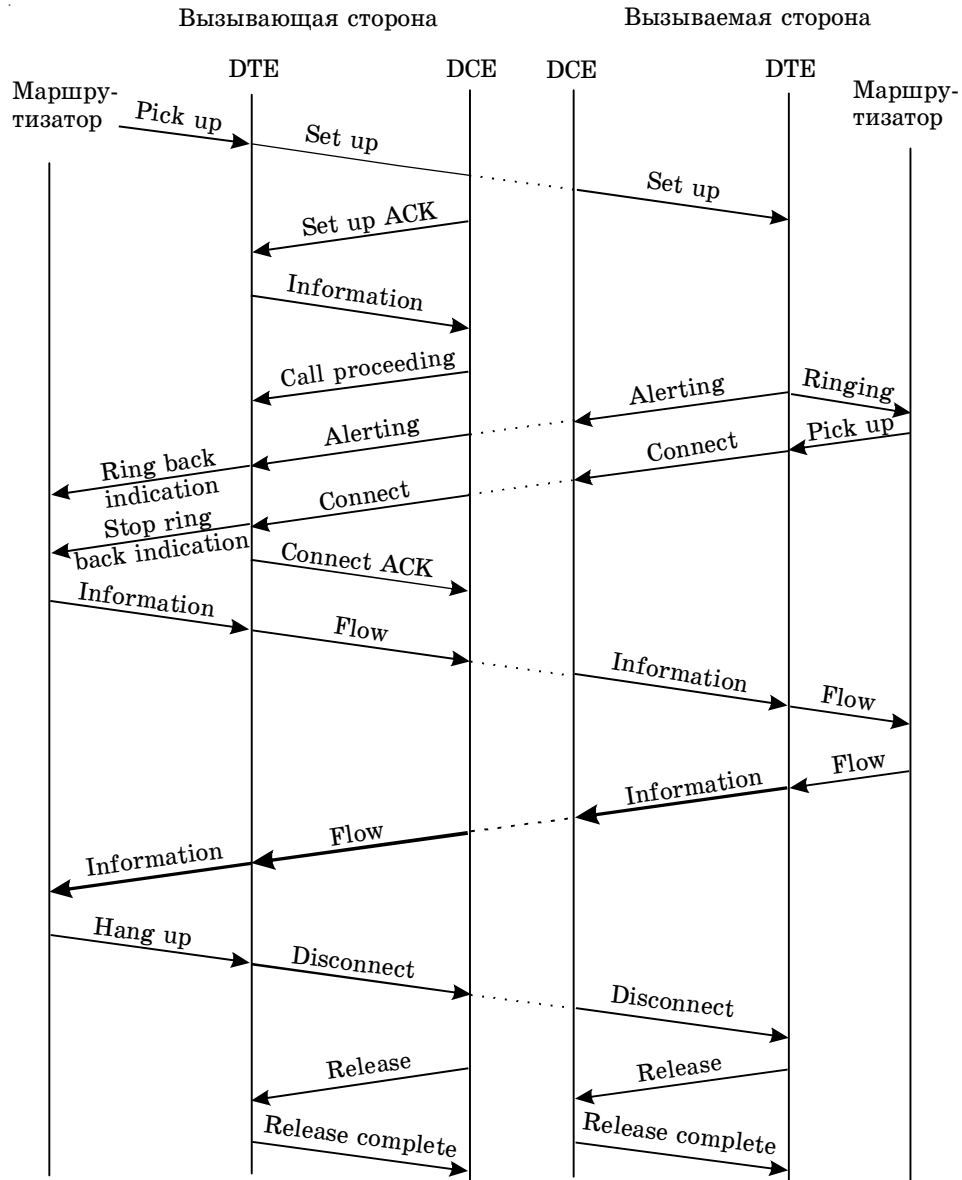 Вызывающая сторона
Вызываемая сторона
DTE
DCE
DCE
DTE
Маршру-
тизатор
Маршру-
тизатор
Pick up
Set up
Set up
Set up ACK
Information
Call proceeding
Alerting
Ringing
Alerting
Pick up
Connect
Ring back
indication
Connect
Stop ring
back indication
Connect ACK
Information
Flow
Information
Flow
Flow
Information
Flow
Information
Hang up
Disconnect
Disconnect
Release
Release
Release complete
Release complete